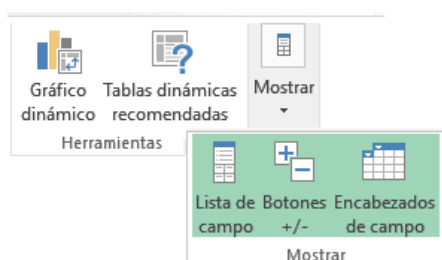 Gráfico Tablas dinámicas Mostrar
dinámico recomendadas
Herramientas
Lista de Botones Encabezados
campo +/- de campo
Mostrar